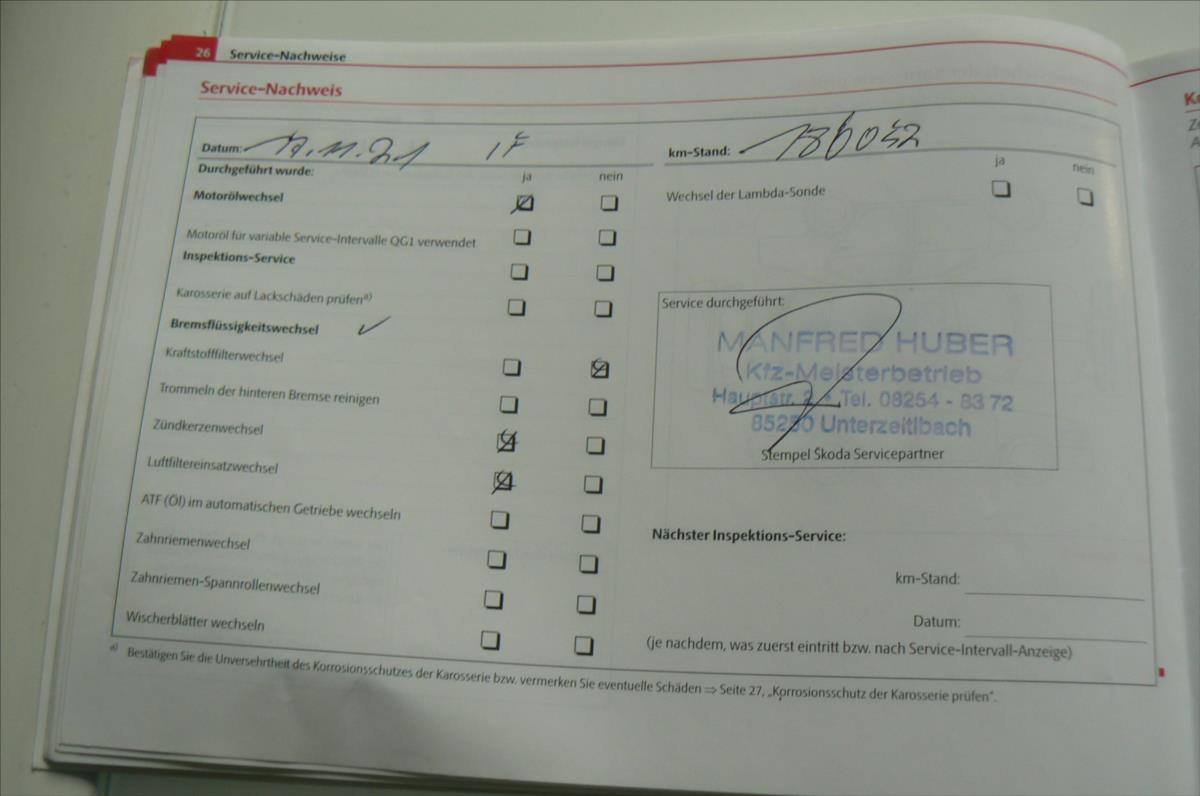 26 Service-Nachweise
Service-Nachweis
Datum: 17.11.21
km-Stand: 186032
Durchgeführt wurde: ja nein
ja nein
Motorölwechsel
Wechsel der Lambda-Sonde
Motoröl für variable Service-Intervalle QG1 verwendet
Inspektions-Service
Karosserie auf Lackschäden prüfen a)
Bremsflüssigkeitswechsel ✓
Kraftstofffilterwechsel
Trommeln der hinteren Bremse reinigen
Zündkerzenwechsel
Luftfiltereinsatzwechsel
ATF (Öl) im automatischen Getriebe wechseln
Zahnriemenwechsel
Zahnriemen-Spannrollenwechsel
Wischerblätter wechseln
Service durchgeführt:
MANFRED HUBER
Kfz-Meisterbetrieb
Hauptstr. 2 • Tel. 08254 - 83 72
85250 Unterzeitlbach
Stempel Škoda Servicepartner
Nächster Inspektions-Service:
km-Stand:
Datum:
(je nachdem, was zuerst eintritt bzw. nach Service-Intervall-Anzeige)
a) Bestätigen Sie die Unversehrtheit des Korrosionsschutzes der Karosserie bzw. vermerken Sie eventuelle Schäden ⇒ Seite 27, „Korrosionsschutz der Karosserie prüfen“.